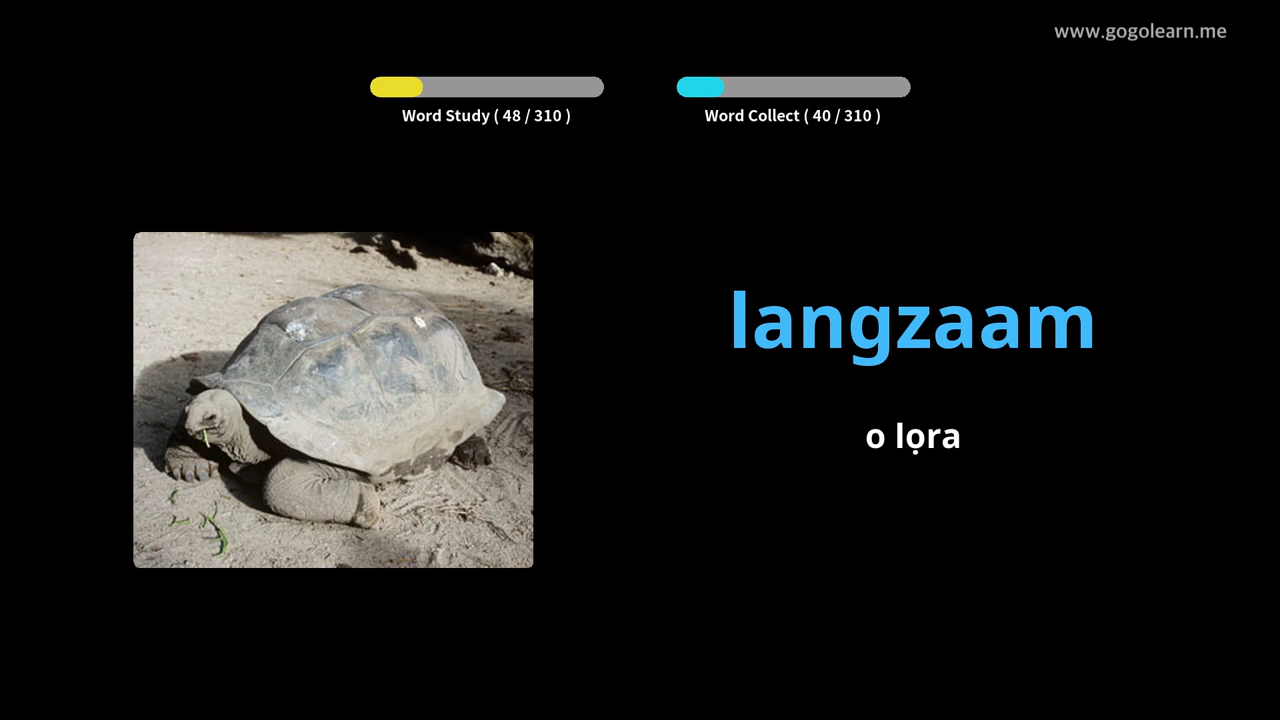 www.gogolearn.me
Word Study ( 48 / 310 )
Word Collect ( 40 / 310 )
langzaam
o lọra